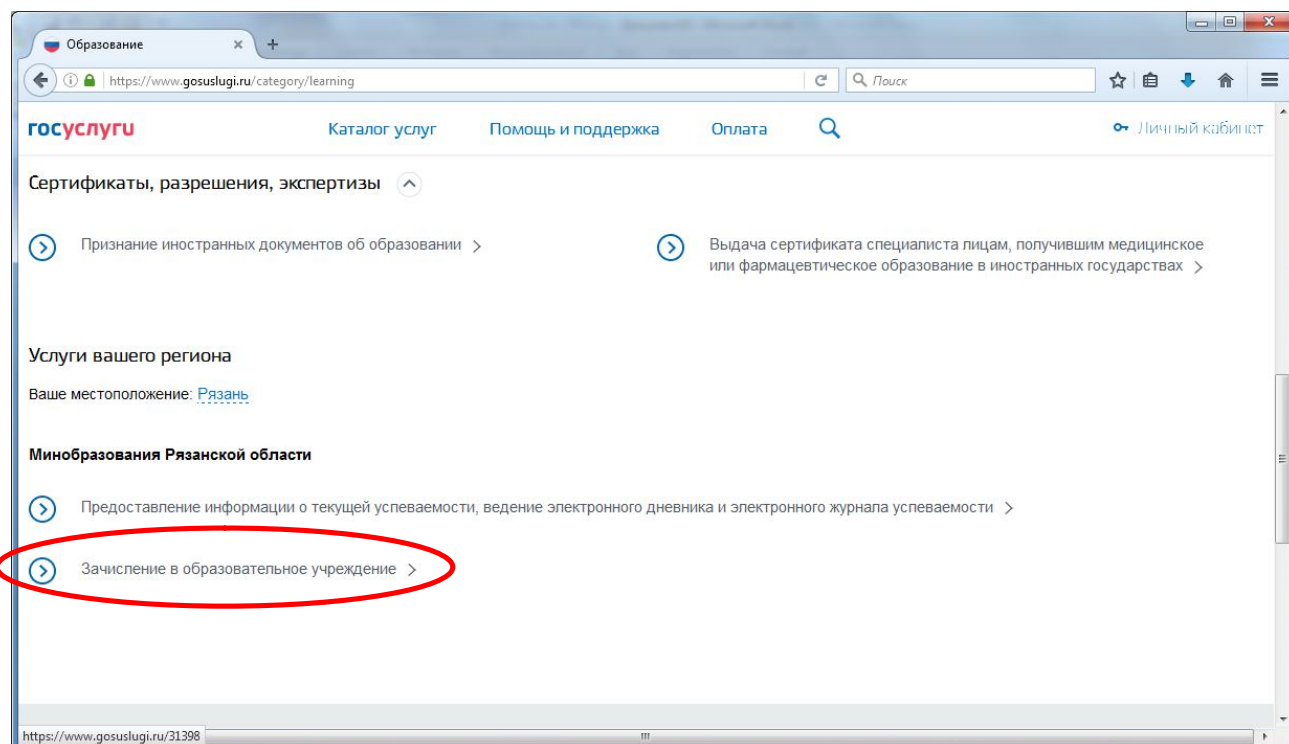 Образование
https://www.gosuslugi.ru/category/learning
Поиск
госуслуги Каталог услуг Помощь и поддержка Оплата Личный кабинет
Сертификаты, разрешения, экспертизы
Признание иностранных документов об образовании
Выдача сертификата специалиста лицам, получившим медицинское
или фармацевтическое образование в иностранных государствах
Услуги вашего региона
Ваше местоположение: Рязань
Минобразования Рязанской области
Предоставление информации о текущей успеваемости, ведение электронного дневника и электронного журнала успеваемости
Зачисление в образовательное учреждение
https://www.gosuslugi.ru/31398